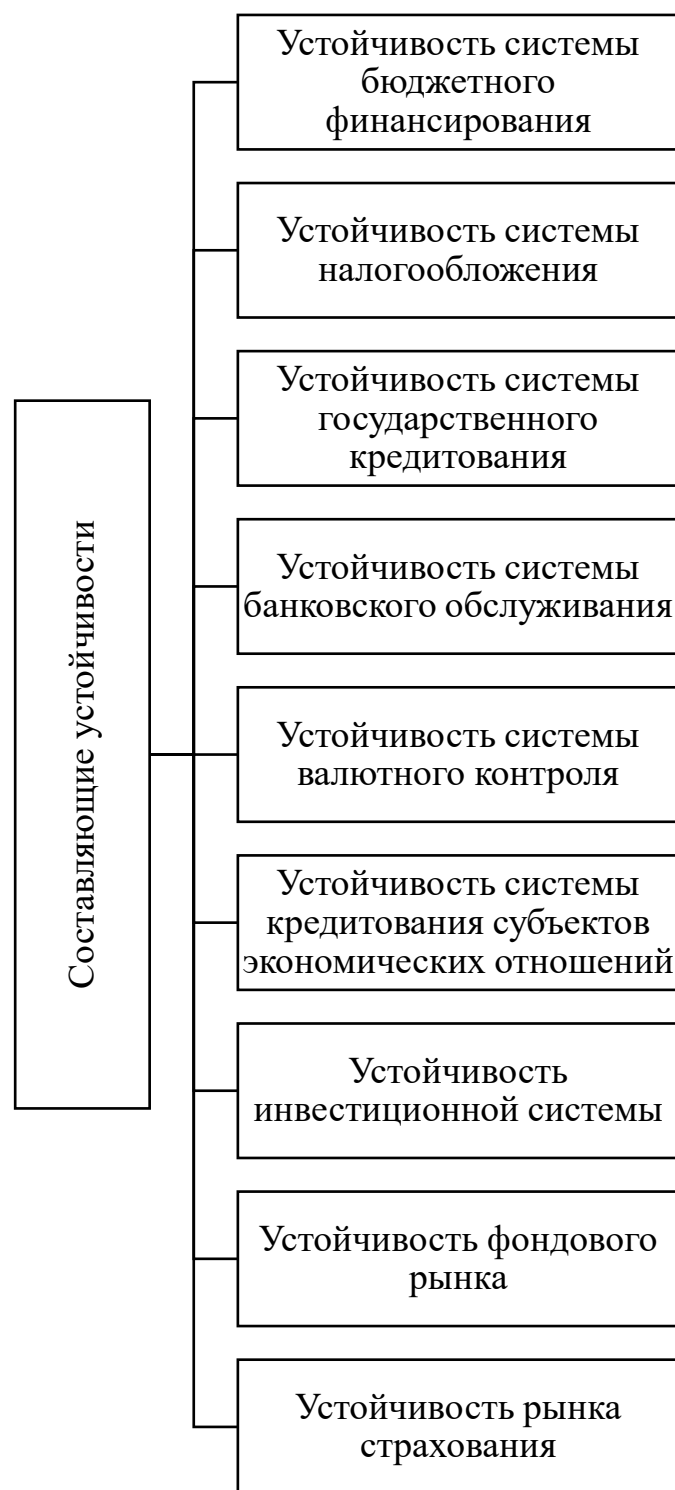 Составляющие устойчивости
Устойчивость системы
бюджетного
финансирования
Устойчивость системы
налогообложения
Устойчивость системы
государственного
кредитования
Устойчивость системы
банковского обслуживания
Устойчивость системы
валютного контроля
Устойчивость системы
кредитования субъектов
экономических отношений
Устойчивость
инвестиционной системы
Устойчивость фондового
рынка
Устойчивость рынка
страхования